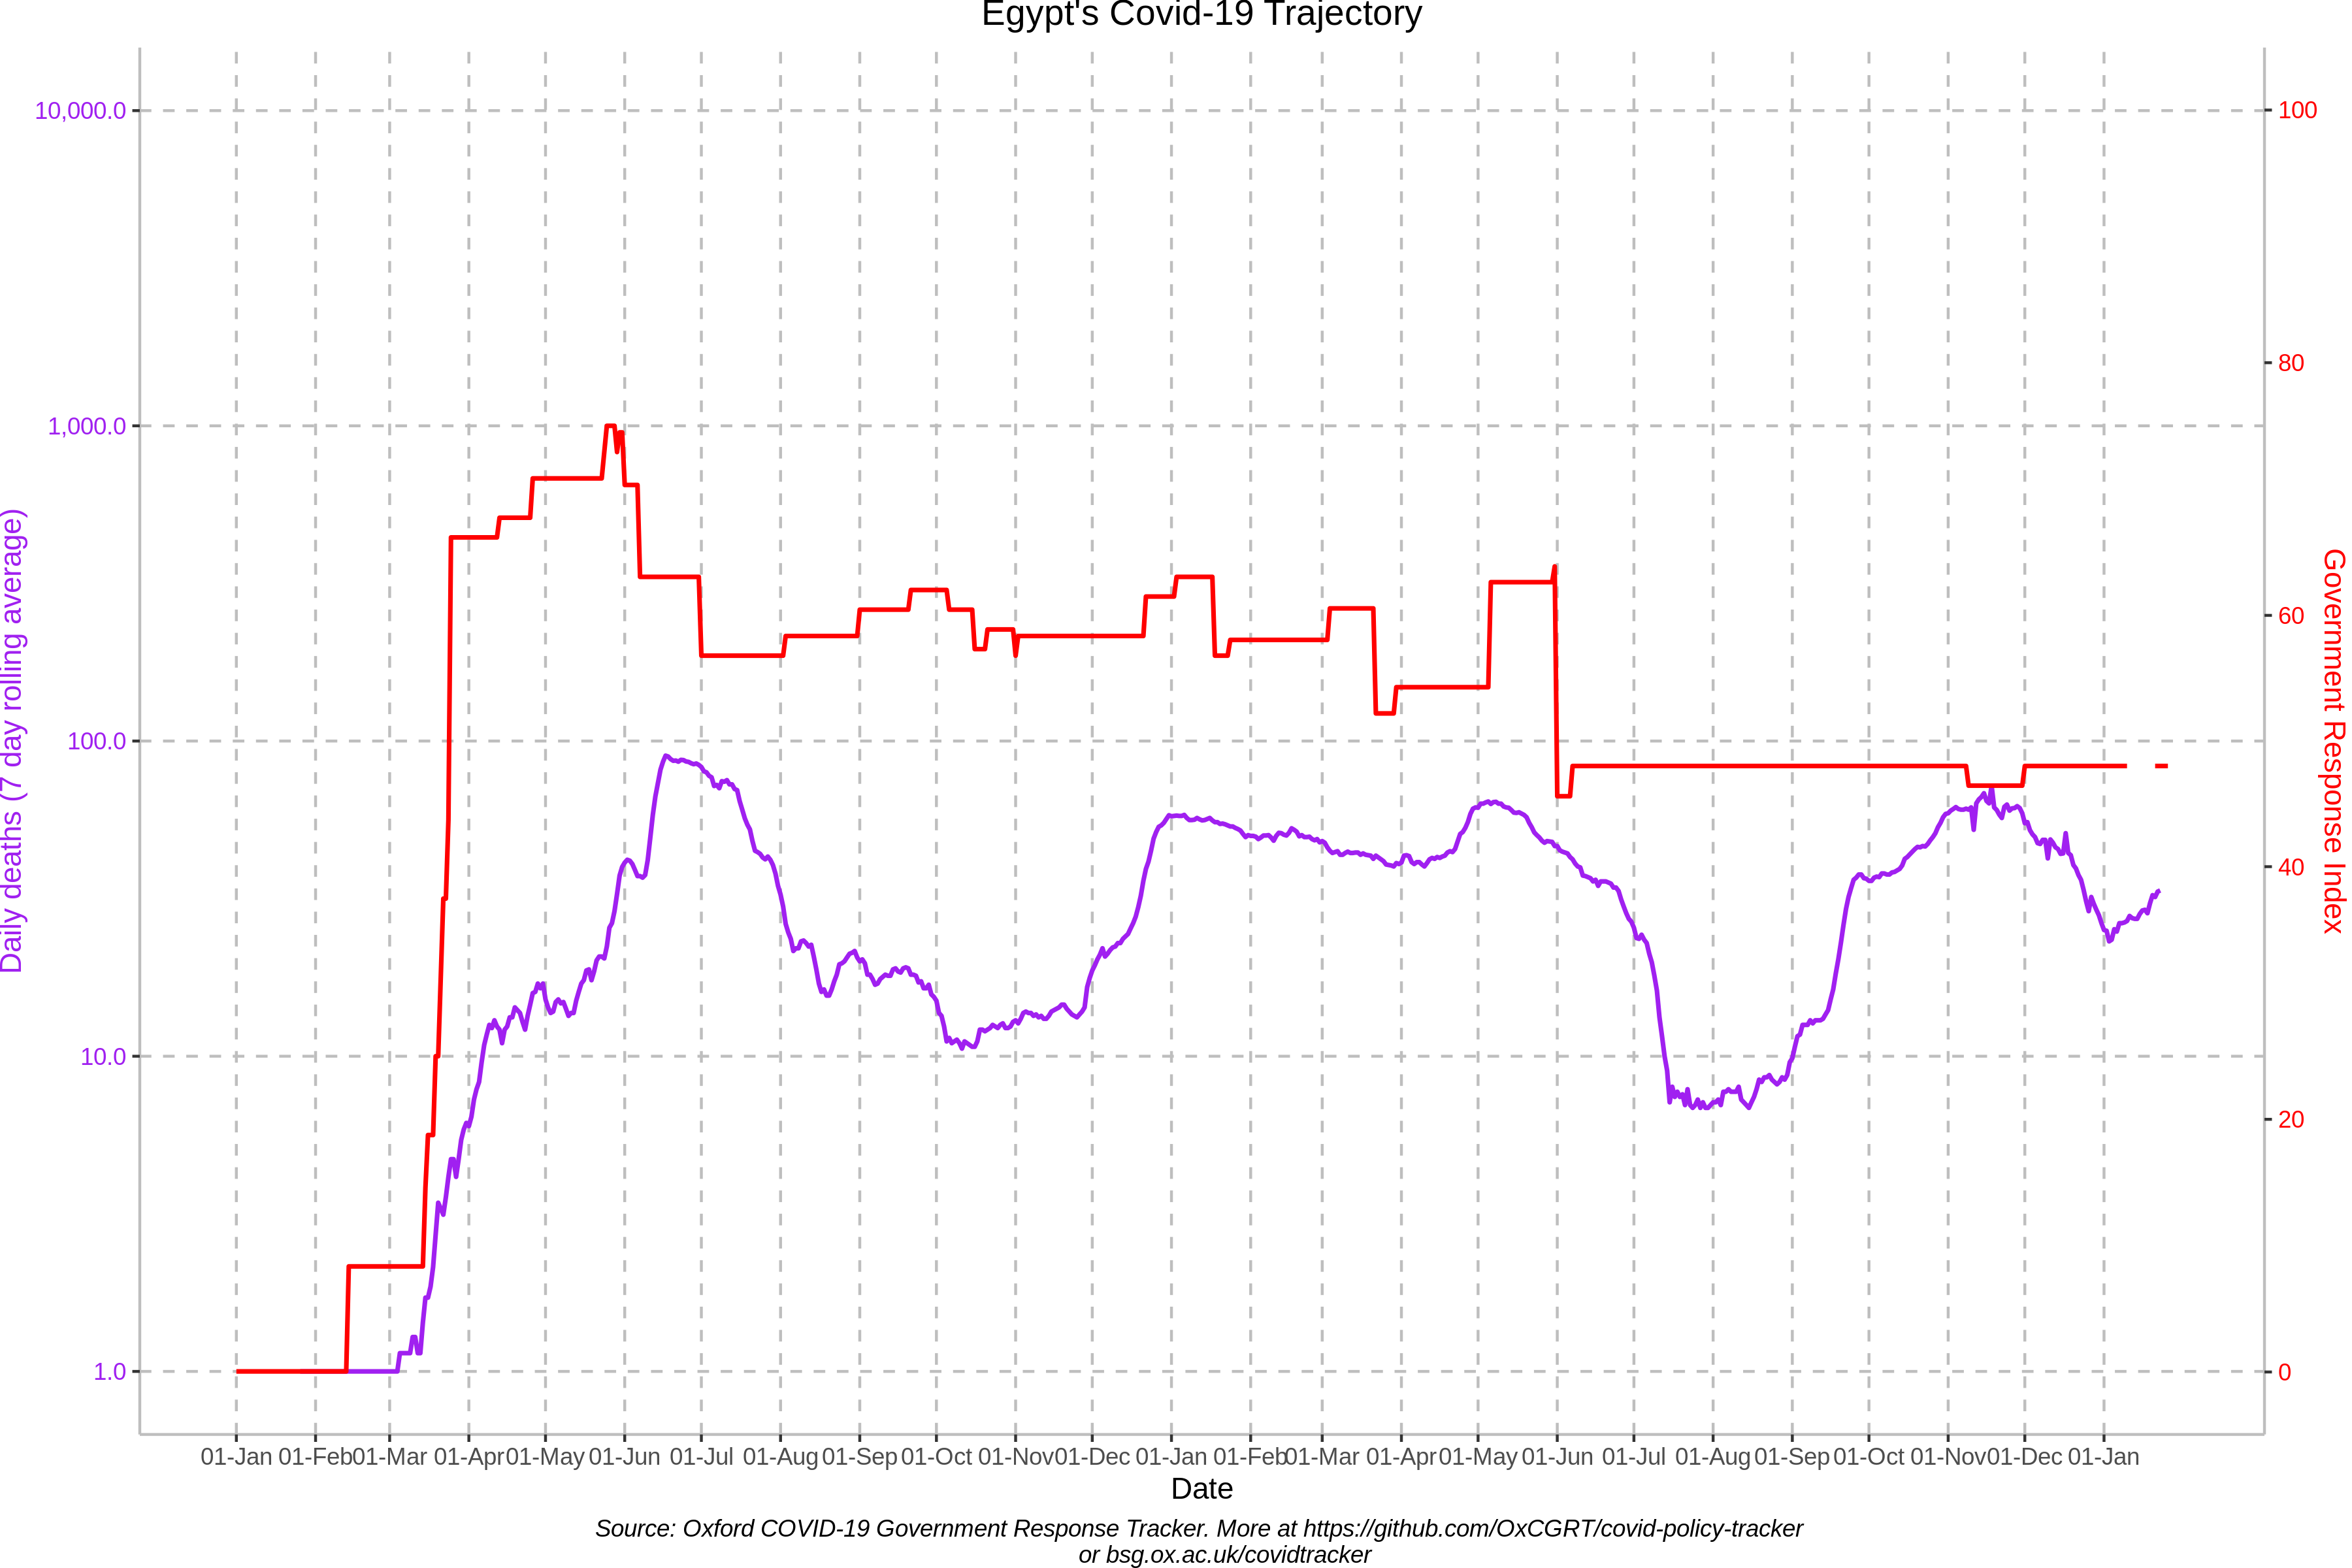 Egypt's Covid-19 Trajectory
10,000.0
1,000.0
100.0
10.0
1.0
Daily deaths (7 day rolling average)
100
80
60
40
20
0
Government Response Index
01-Jan 01-Feb 01-Mar 01-Apr 01-May 01-Jun 01-Jul 01-Aug 01-Sep 01-Oct 01-Nov 01-Dec 01-Jan 01-Feb 01-Mar 01-Apr 01-May 01-Jun 01-Jul 01-Aug 01-Sep 01-Oct 01-Nov 01-Dec 01-Jan
Date
Source: Oxford COVID-19 Government Response Tracker. More at https://github.com/OxCGRT/covid-policy-tracker
or bsg.ox.ac.uk/covidtracker